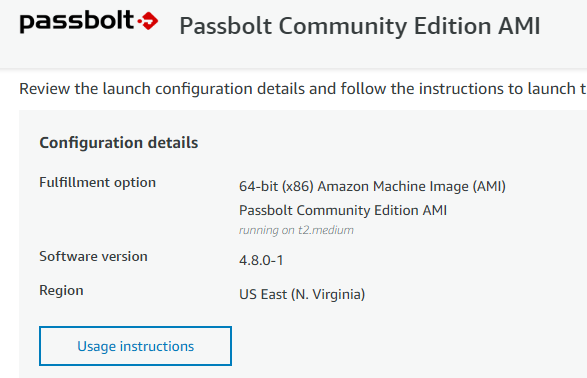 passbolt Passbolt Community Edition AMI
Review the launch configuration details and follow the instructions to launch t
Configuration details
Fulfillment option 64-bit (x86) Amazon Machine Image (AMI)
Passbolt Community Edition AMI
running on t2.medium
Software version 4.8.0-1
Region US East (N. Virginia)
Usage instructions